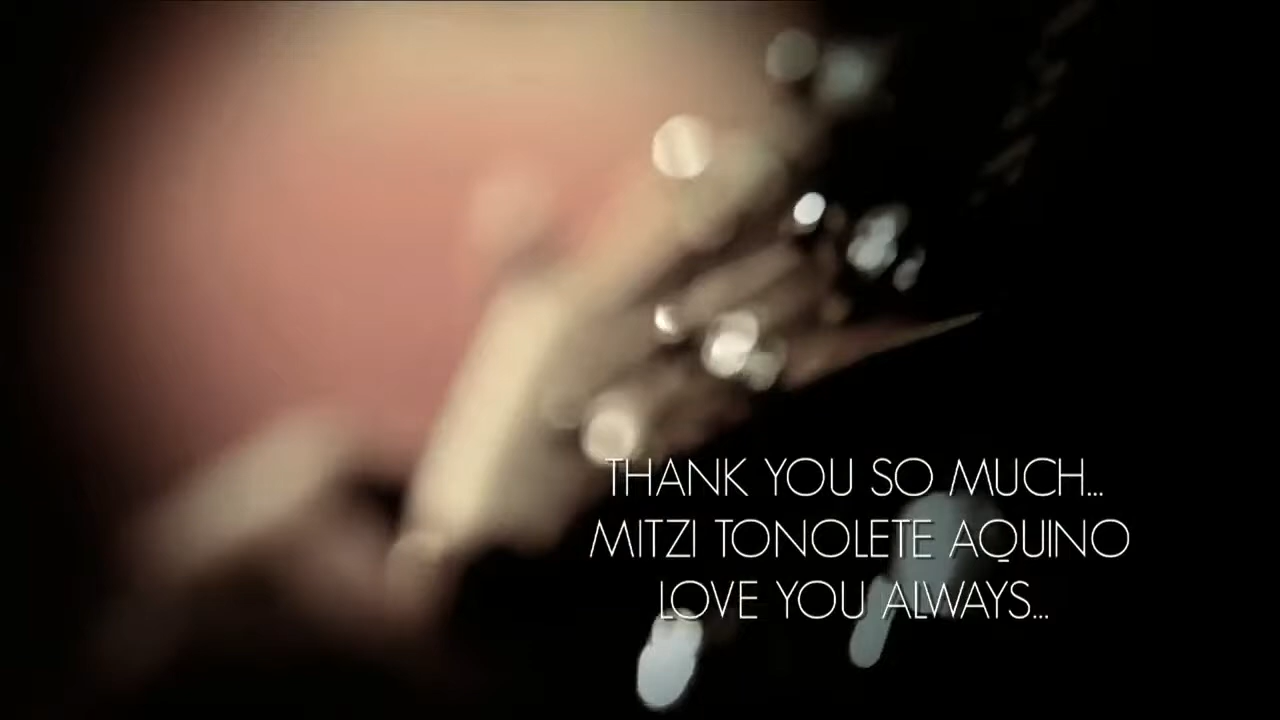 THANK YOU SO MUCH...
MITZI TONOLETE AQUINO
LOVE YOU ALWAYS...